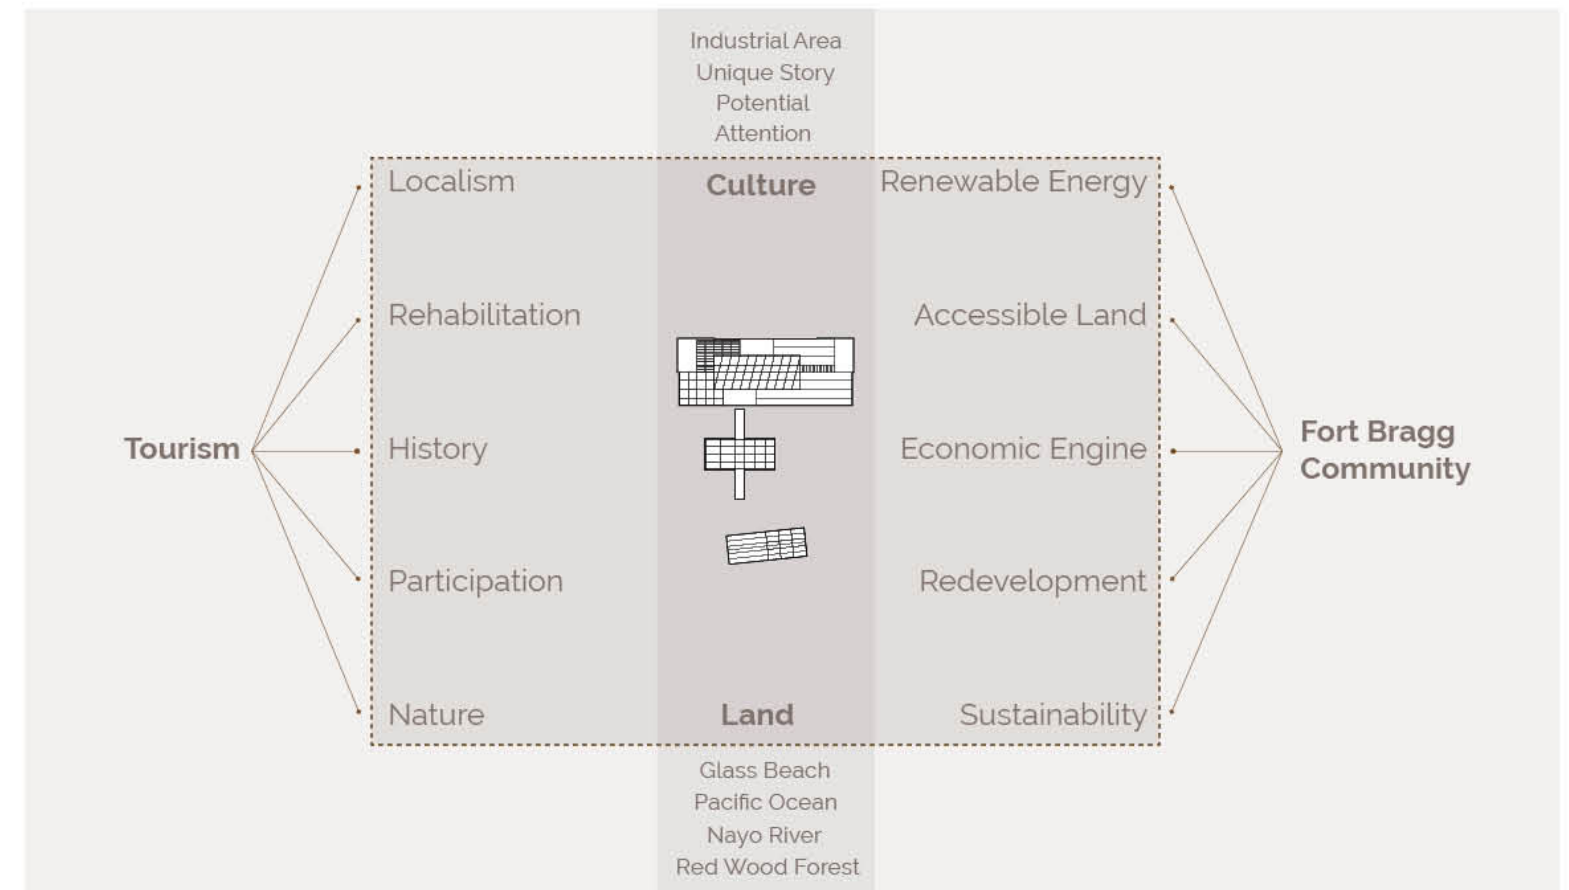 Industrial Area
Unique Story
Potential
Attention
Localism
Culture
Renewable Energy
Rehabilitation
Accessible Land
Tourism
History
Economic Engine
Fort Bragg
Community
Participation
Redevelopment
Nature
Land
Sustainability
Glass Beach
Pacific Ocean
Nayo River
Red Wood Forest